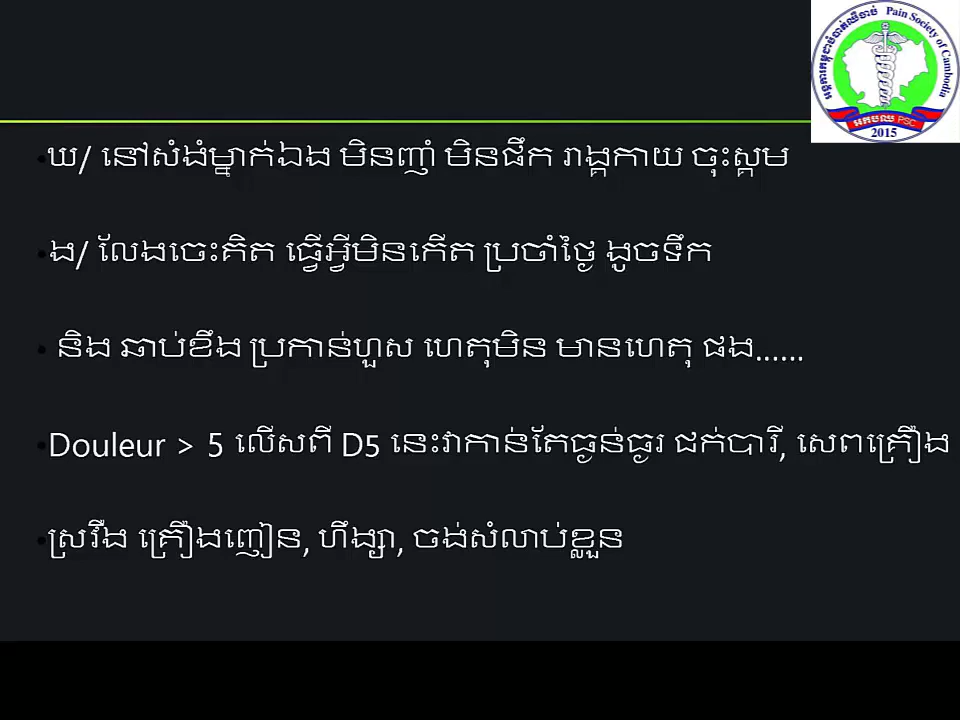 Pain Society of Cambodia
PSC
2015
ឃ/ នៅសំងំម្នាក់ឯង មិនញ៉ាំ មិនផឹក រាង្គកាយ ចុះស្គម
ង/ លែងចេះគិត ធ្វើអ្វីមិនកើត ប្រចាំថ្ងៃ ងូចទឹក
និង ឆាប់ខឹង ប្រកាន់ហួស ហេតុមិន មានហេតុ ផង......
Douleur > 5 លើសពី D5 នេះវាកាន់តែធ្ងន់ធ្ងរ ជក់បារី, សេពគ្រឿង
ស្រវឹង គ្រឿងញៀន, ហឹង្សា, ចង់សំលាប់ខ្លួន